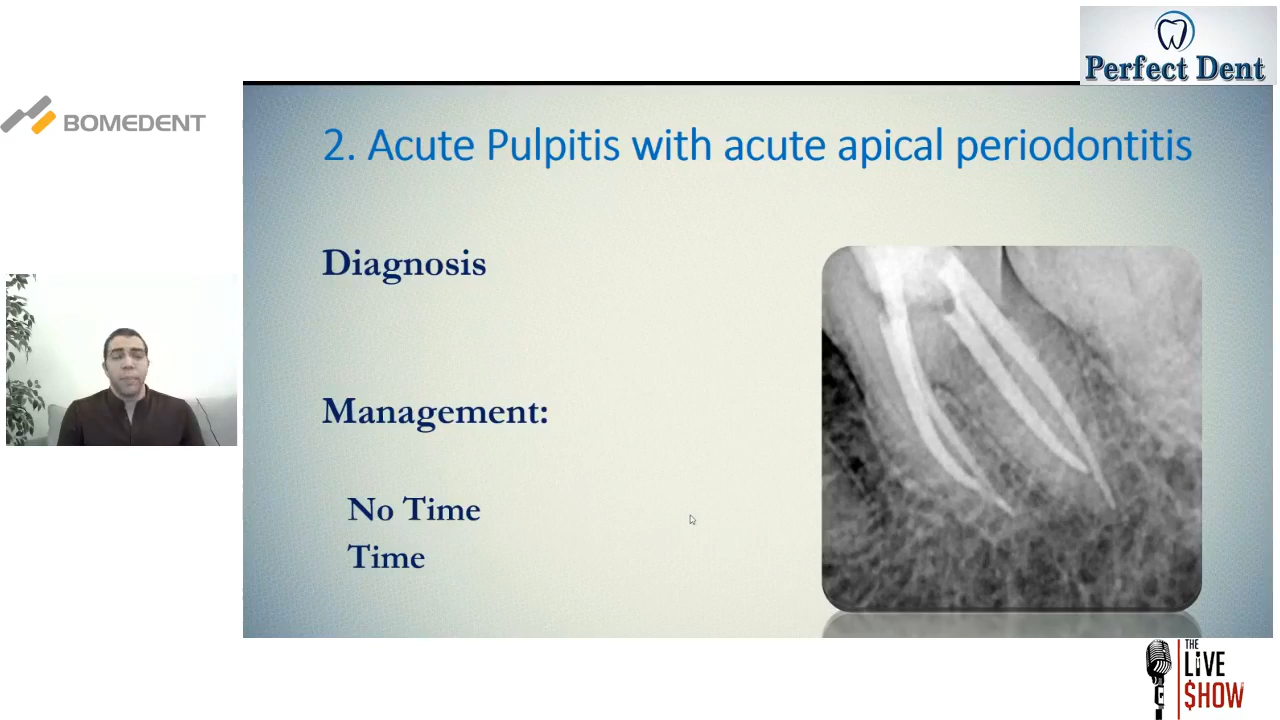 Perfect Dent
BOMEDENT
2. Acute Pulpitis with acute apical periodontitis
Diagnosis
Management:
No Time
Time
THE
LiVE
$HOW